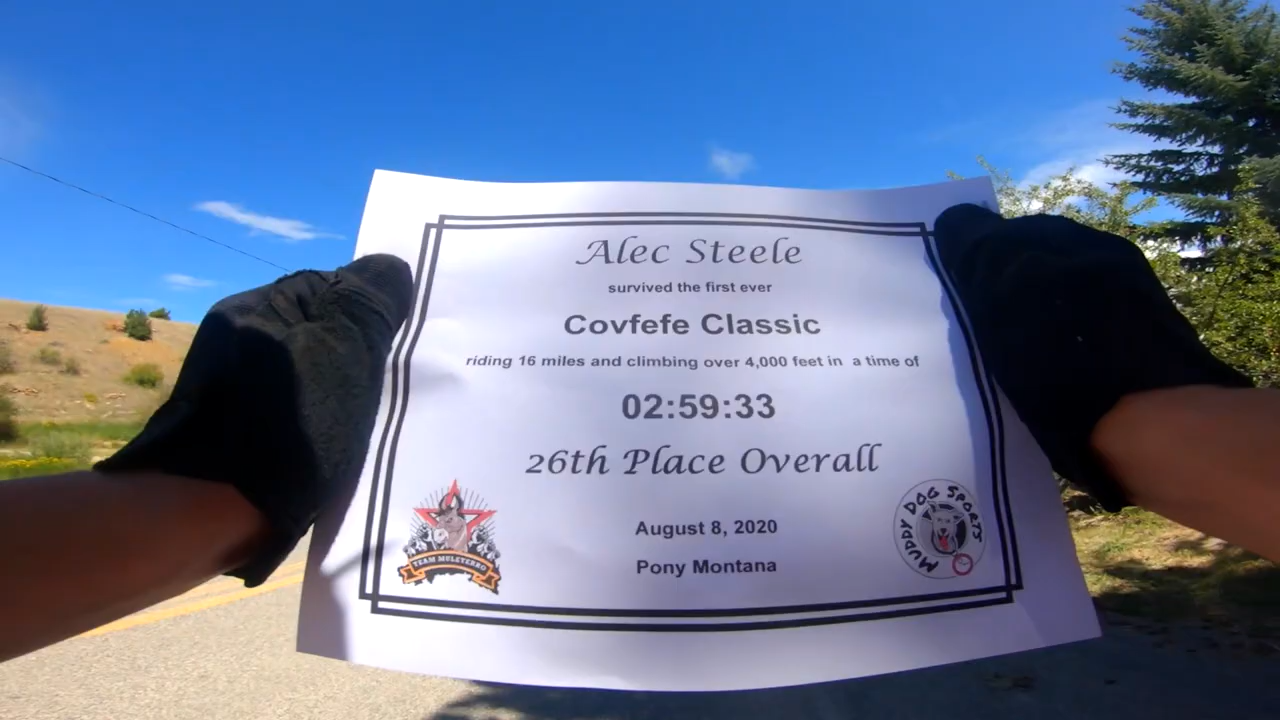 Alec Steele
survived the first ever
Covfefe Classic
riding 16 miles and climbing over 4,000 feet in a time of
02:59:33
26th Place Overall
TEAM MULETERRO
MUDDY DOG SPORTS
August 8, 2020
Pony Montana